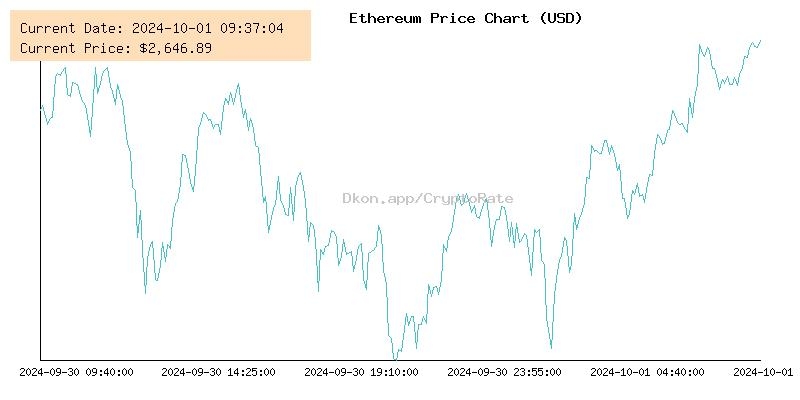 Ethereum Price Chart (USD)
Current Date: 2024-10-01 09:37:04
Current Price: $2,646.89
Dkon.app/CryptoRate
2024-09-30 09:40:00 2024-09-30 14:25:00 2024-09-30 19:10:00 2024-09-30 23:55:00 2024-10-01 04:40:00 2024-10-01